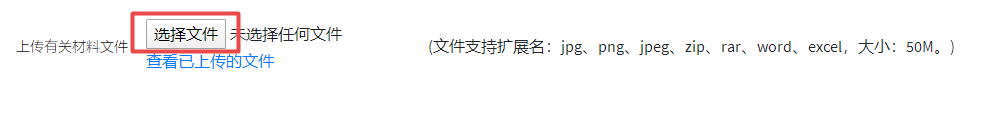 上传有关材料文件
选择文件 未选择任何文件
查看已上传的文件
(文件支持扩展名：jpg、png、jpeg、zip、rar、word、excel，大小：50M。)